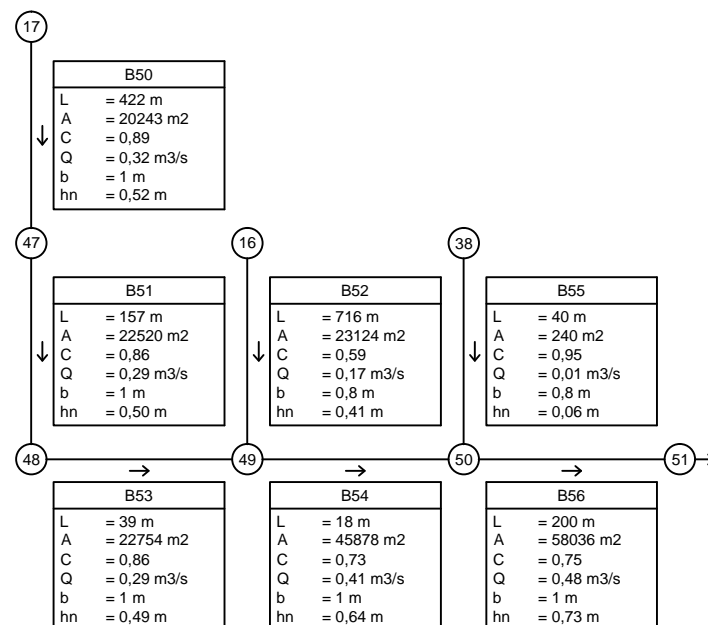 17
B50
L = 422 m
A = 20243 m2
C = 0,89
Q = 0,32 m3/s
b = 1 m
hn = 0,52 m
47
16
38
B51
L = 157 m
A = 22520 m2
C = 0,86
Q = 0,29 m3/s
b = 1 m
hn = 0,50 m
B52
L = 716 m
A = 23124 m2
C = 0,59
Q = 0,17 m3/s
b = 0,8 m
hn = 0,41 m
B55
L = 40 m
A = 240 m2
C = 0,95
Q = 0,01 m3/s
b = 0,8 m
hn = 0,06 m
48
49
50
51
B53
L = 39 m
A = 22754 m2
C = 0,86
Q = 0,29 m3/s
b = 1 m
hn = 0,49 m
B54
L = 18 m
A = 45878 m2
C = 0,73
Q = 0,41 m3/s
b = 1 m
hn = 0,64 m
B56
L = 200 m
A = 58036 m2
C = 0,75
Q = 0,48 m3/s
b = 1 m
hn = 0,73 m